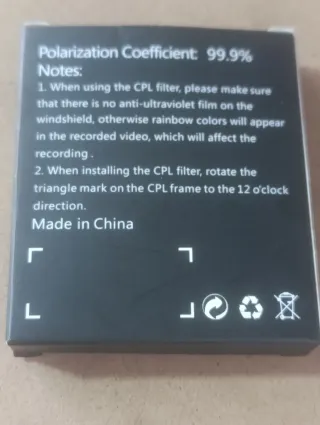 Polarization Coefficient: 99.9%
Notes:
1. When using the CPL filter, please make sure
that there is no anti-ultraviolet film on the
windshield, otherwise rainbow colors will appear
in the recorded video, which will affect the
recording .
2. When installing the CPL filter, rotate the
triangle mark on the CPL frame to the 12 o'clock
direction.
Made in China